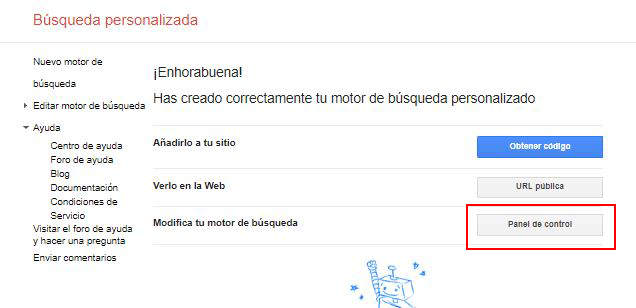 Búsqueda personalizada
Nuevo motor de
búsqueda
Editar motor de búsqueda
Ayuda
Centro de ayuda
Foro de ayuda
Blog
Documentación
Condiciones de
Servicio
Visitar el foro de ayuda
y hacer una pregunta
Enviar comentarios
¡Enhorabuena!
Has creado correctamente tu motor de búsqueda personalizado
Añadirlo a tu sitio
Obtener código
Verlo en la Web
URL pública
Modifica tu motor de búsqueda
Panel de control